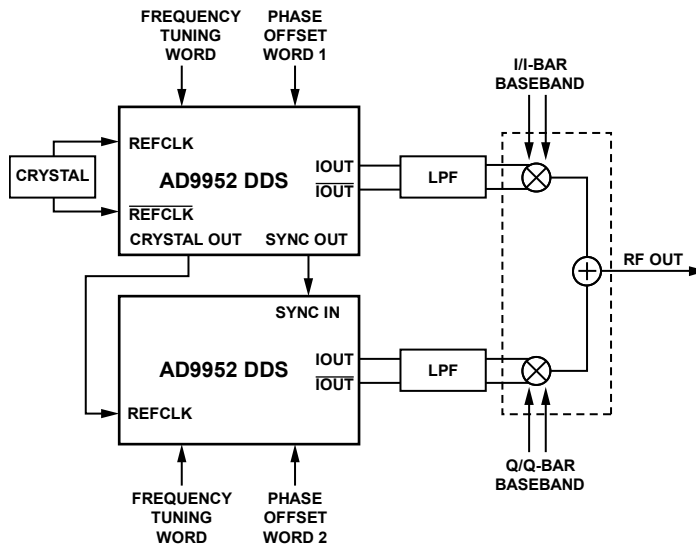 FREQUENCY
TUNING
WORD
PHASE
OFFSET
WORD 1
I/I-BAR
BASEBAND
REFCLK
CRYSTAL
AD9952 DDS
REFCLK
IOUT
IOUT
LPF
CRYSTAL OUT
SYNC OUT
RF OUT
SYNC IN
AD9952 DDS
IOUT
IOUT
LPF
REFCLK
Q/Q-BAR
BASEBAND
FREQUENCY
TUNING
WORD
PHASE
OFFSET
WORD 2